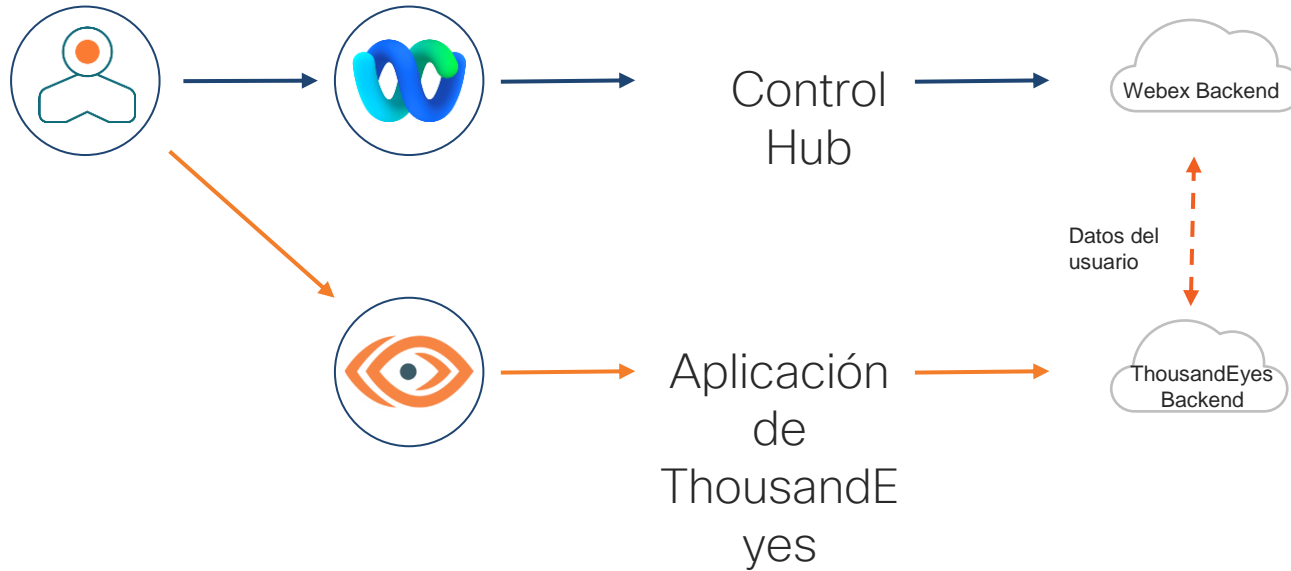 Control
Hub
Webex Backend
Datos del
usuario
Aplicación
de
ThousandE
yes
ThousandEyes
Backend